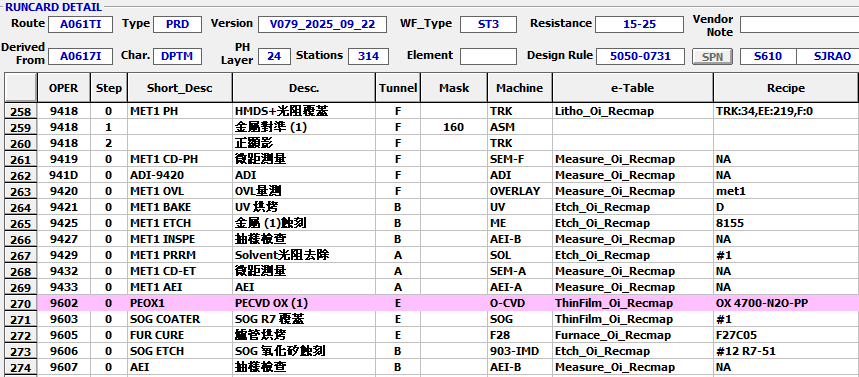 RUNCARD DETAIL
Route A061TI Type PRD Version V079_2025_09_22 WF_Type ST3 Resistance 15-25 Vendor Note
Derived From A0617I Char. DPTM PH Layer 24 Stations 314 Element Design Rule 5050-0731 SPN S610 SJRAO
OPER Step Short_Desc Desc. Tunnel Mask Machine e-Table Recipe
258 9418 0 MET1 PH HMDS+光阻覆蓋 F TRK Litho_Oi_Recmap TRK:34,EE:219,F:0
259 9418 1 金屬對準 (1) F 160 ASM
260 9418 2 正顯影 F TRK
261 9419 0 MET1 CD-PH 微距測量 F SEM-F Measure_Oi_Recmap NA
262 941D 0 ADI-9420 ADI F ADI Measure_Oi_Recmap NA
263 9420 0 MET1 OVL OVL量測 F OVERLAY Measure_Oi_Recmap met1
264 9421 0 MET1 BAKE UV 烘烤 B UV Etch_Oi_Recmap D
265 9425 0 MET1 ETCH 金屬 (1)蝕刻 B ME Etch_Oi_Recmap 8155
266 9427 0 MET1 INSPE 抽樣檢查 B AEI-B Measure_Oi_Recmap NA
267 9429 0 MET1 PRRM Solvent光阻去除 A SOL Etch_Oi_Recmap #1
268 9432 0 MET1 CD-ET 微距測量 A SEM-A Measure_Oi_Recmap NA
269 9433 0 MET1 AEI AEI A AEI-A Measure_Oi_Recmap NA
270 9602 0 PEOX1 PECVD OX (1) E O-CVD ThinFilm_Oi_Recmap OX 4700-N2O-PP
271 9603 0 SOG COATER SOG R7 覆蓋 E SOG ThinFilm_Oi_Recmap #1
272 9605 0 FUR CURE 爐管烘烤 E F28 Furnace_Oi_Recmap F27C05
273 9606 0 SOG ETCH SOG 氧化矽蝕刻 B 903-IMD Etch_Oi_Recmap #12 R7-51
274 9607 0 AEI 抽樣檢查 B AEI-B Measure_Oi_Recmap NA